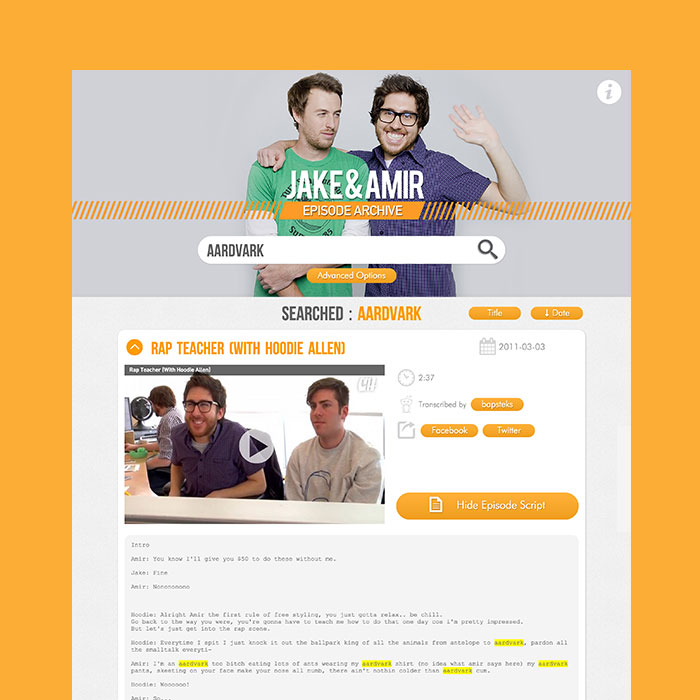 JAKE & AMIR
EPISODE ARCHIVE
AARDVARK
Advanced Options
SEARCHED : AARDVARK
Title
↓ Date
RAP TEACHER (WITH HOODIE ALLEN)
2011-03-03
Rap Teacher (With Hoodie Allen)
2:37
Transcribed by bapsteks
Facebook
Twitter
Hide Episode Script
Intro
Amir: You know i'll give you $50 to do these without me.
Jake: Fine
Amir: Nonononono
Hoodie: Alright Amir the first rule of free styling, you just gotta relax.. be chill.
Go back to the way you were, you're gonna have to teach me how to do that one day cos i'm pretty impressed.
But let's just get into the rap scene.
Hoodie: Everytime I spit I just knock it out the ballpark king of all the animals from antelope to aardvark, pardon all
the smalltalk everyti-
Amir: i'm an aardvark too bitch eating lots of ants wearing my aardvark shirt (no idea what amir says here) my aardvark
pants, skeeting on your face make your nose all numb, there ain't nothin colder than aardvark cum.
Hoodie: Wooooo!
Amir: So...